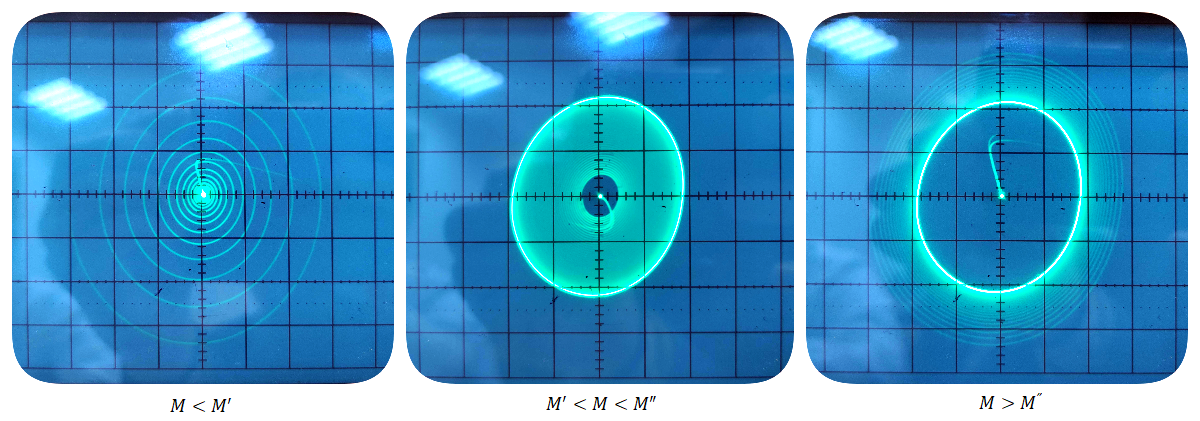 M < M′
M′ < M < M″
M > M″